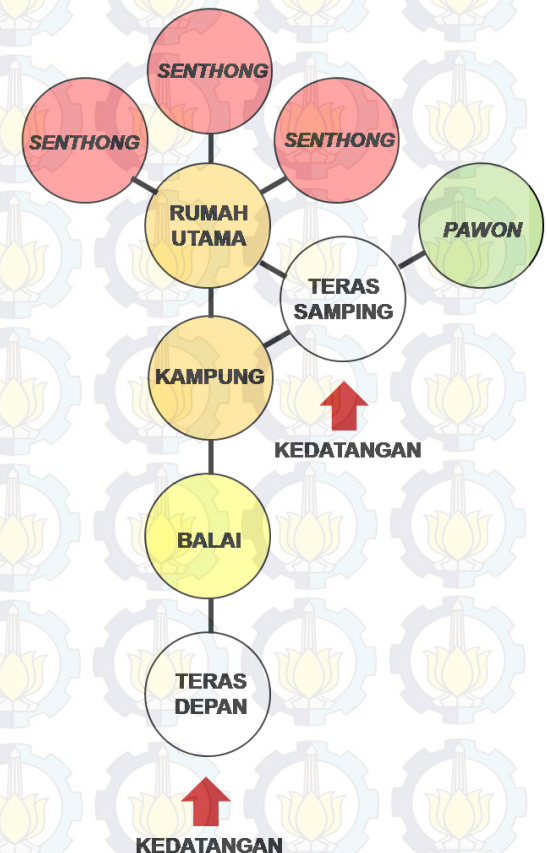 SENTHONG
SENTHONG
SENTHONG
RUMAH
UTAMA
PAWON
TERAS
SAMPING
KAMPUNG
KEDATANGAN
BALAI
TERAS
DEPAN
KEDATANGAN